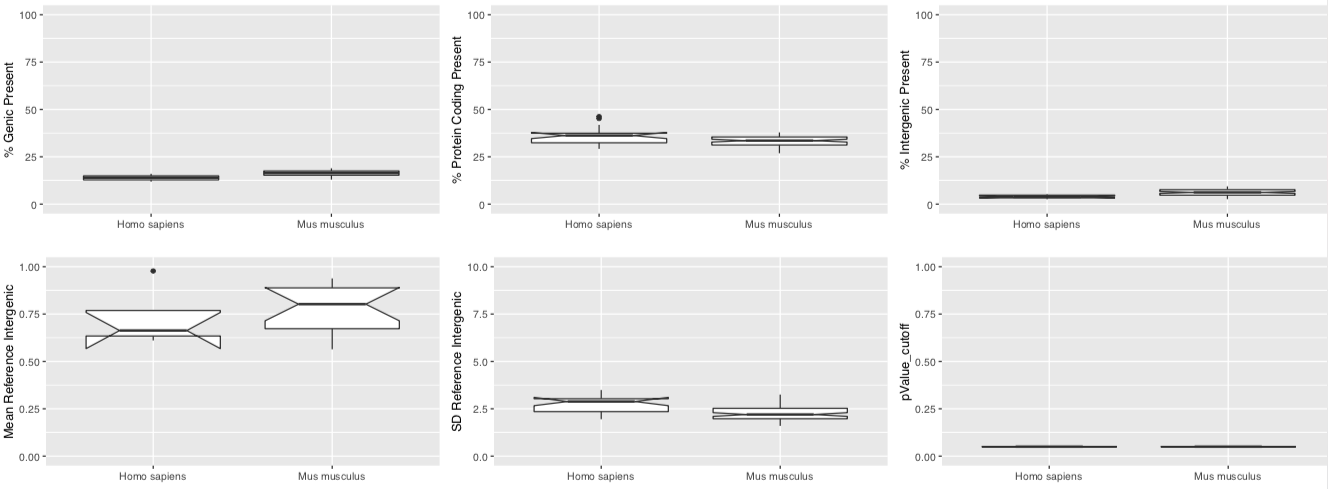 % Genic Present
100
75
50
25
0
Homo sapiens
Mus musculus
% Protein Coding Present
100
75
50
25
0
Homo sapiens
Mus musculus
% Intergenic Present
100
75
50
25
0
Homo sapiens
Mus musculus
Mean Reference Intergenic
1.00
0.75
0.50
0.25
0.00
Homo sapiens
Mus musculus
SD Reference Intergenic
10.0
7.5
5.0
2.5
0.0
Homo sapiens
Mus musculus
pValue_cutoff
1.00
0.75
0.50
0.25
0.00
Homo sapiens
Mus musculus